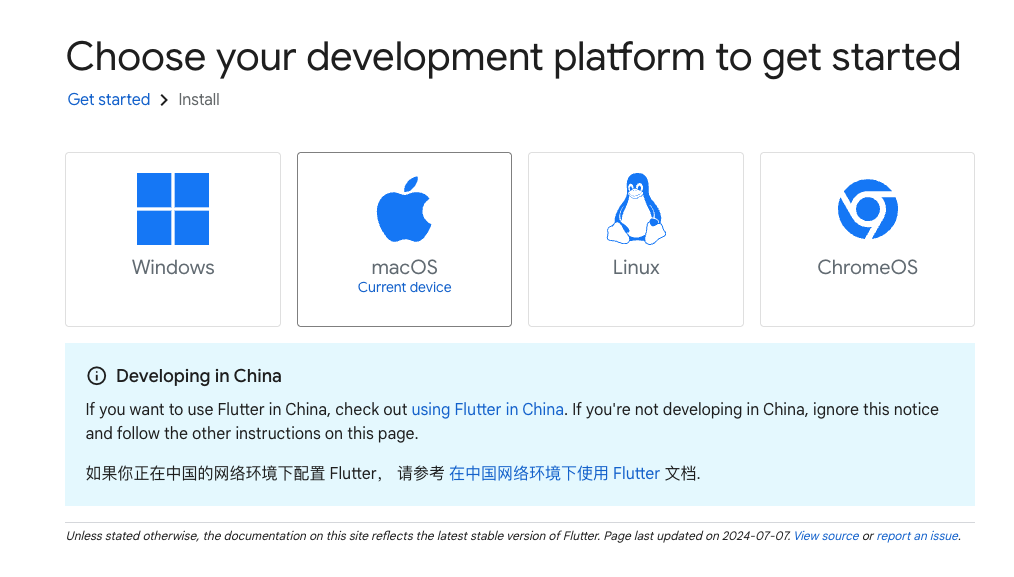 Choose your development platform to get started
Get started Install
Windows
macOS
Current device
Linux
ChromeOS
Developing in China
If you want to use Flutter in China, check out using Flutter in China. If you're not developing in China, ignore this notice
and follow the other instructions on this page.
如果你正在中国的网络环境下配置 Flutter， 请参考 在中国网络环境下使用 Flutter 文档.
Unless stated otherwise, the documentation on this site reflects the latest stable version of Flutter. Page last updated on 2024-07-07. View source or report an issue.